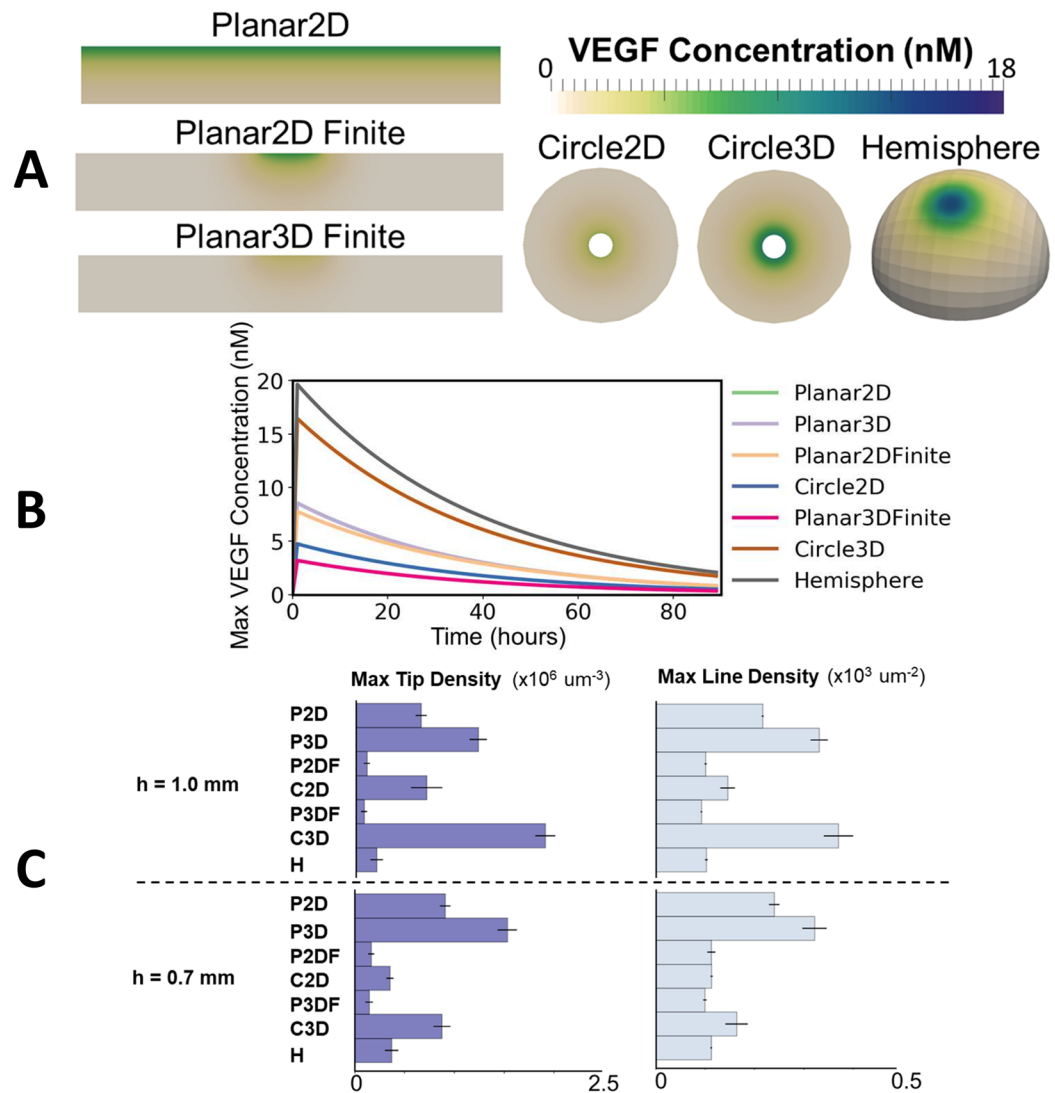 Planar2D
VEGF Concentration (nM)
0 18
Planar2D Finite
A
Circle2D Circle3D Hemisphere
Planar3D Finite
B
Max VEGF Concentration (nM)
20
15
10
5
0
0 20 40 60 80
Time (hours)
Planar2D
Planar3D
Planar2DFinite
Circle2D
Planar3DFinite
Circle3D
Hemisphere
C
Max Tip Density (x10⁶ um⁻³) Max Line Density (x10³ um⁻²)
h = 1.0 mm
P2D
P3D
P2DF
C2D
P3DF
C3D
H
h = 0.7 mm
P2D
P3D
P2DF
C2D
P3DF
C3D
H
0 2.5 0 0.5